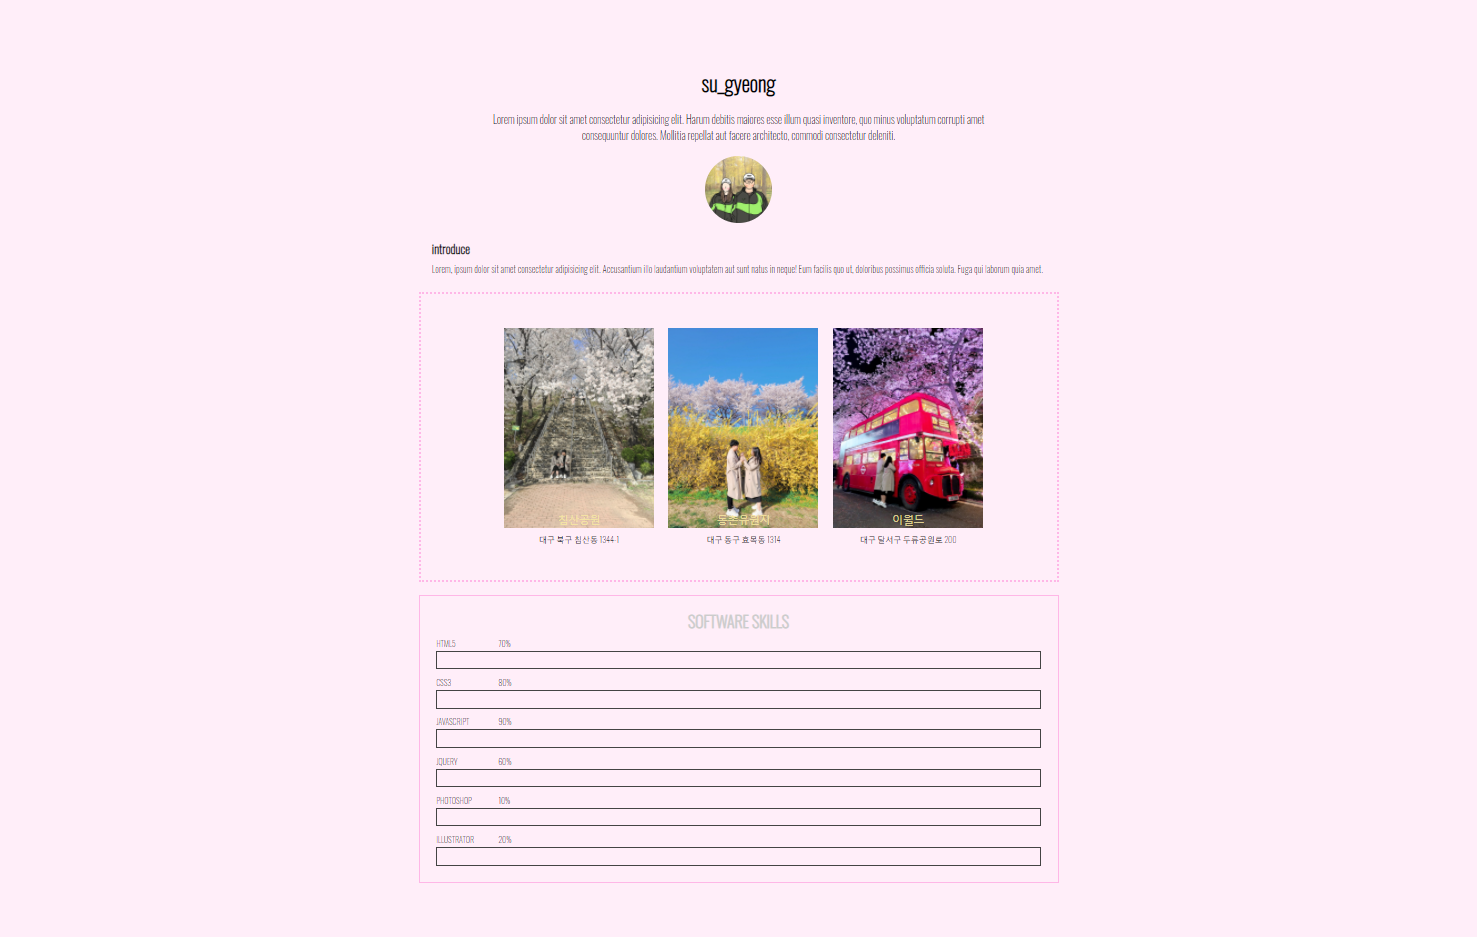 su_gyeong
Lorem ipsum dolor sit amet consectetur adipisicing elit. Harum debitis maiores esse illum quasi inventore, quo minus voluptatum corrupti amet
consequuntur dolores. Mollitia repellat aut facere architecto, commodi consectetur deleniti.
introduce
Lorem, ipsum dolor sit amet consectetur adipisicing elit. Accusantium illo laudantium voluptatem aut sunt natus in neque! Eum facilis quo ut, doloribus possimus officia soluta. Fuga qui laborum quia amet.
침산공원 동촌유원지 이월드
대구 북구 침산동 1344-1 대구 동구 효목동 1314 대구 달서구 두류공원로 200
SOFTWARE SKILLS
HTML5 70%
CSS3 80%
JAVASCRIPT 90%
JQUERY 60%
PHOTOSHOP 10%
ILLUSTRATOR 20%